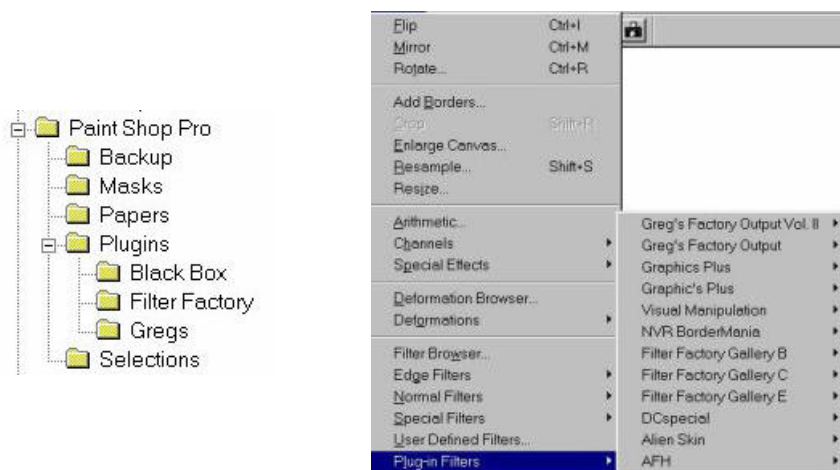 Paint Shop Pro
Backup
Masks
Papers
Plugins
Black Box
Filter Factory
Gregs
Selections
Flip Ctrl+I
Mirror Ctrl+M
Rotate... Ctrl+R
Add Borders...
Crop Shift+R
Enlarge Canvas...
Resample... Shift+S
Resize...
Arithmetic...
Channels
Special Effects
Deformation Browser...
Deformations
Filter Browser...
Edge Filters
Normal Filters
Special Filters
User Defined Filters...
Plug-in Filters
Greg's Factory Output Vol. II
Greg's Factory Output
Graphics Plus
Graphic's Plus
Visual Manipulation
NVR BorderMania
Filter Factory Gallery B
Filter Factory Gallery C
Filter Factory Gallery E
DCspecial
Alien Skin
AFH